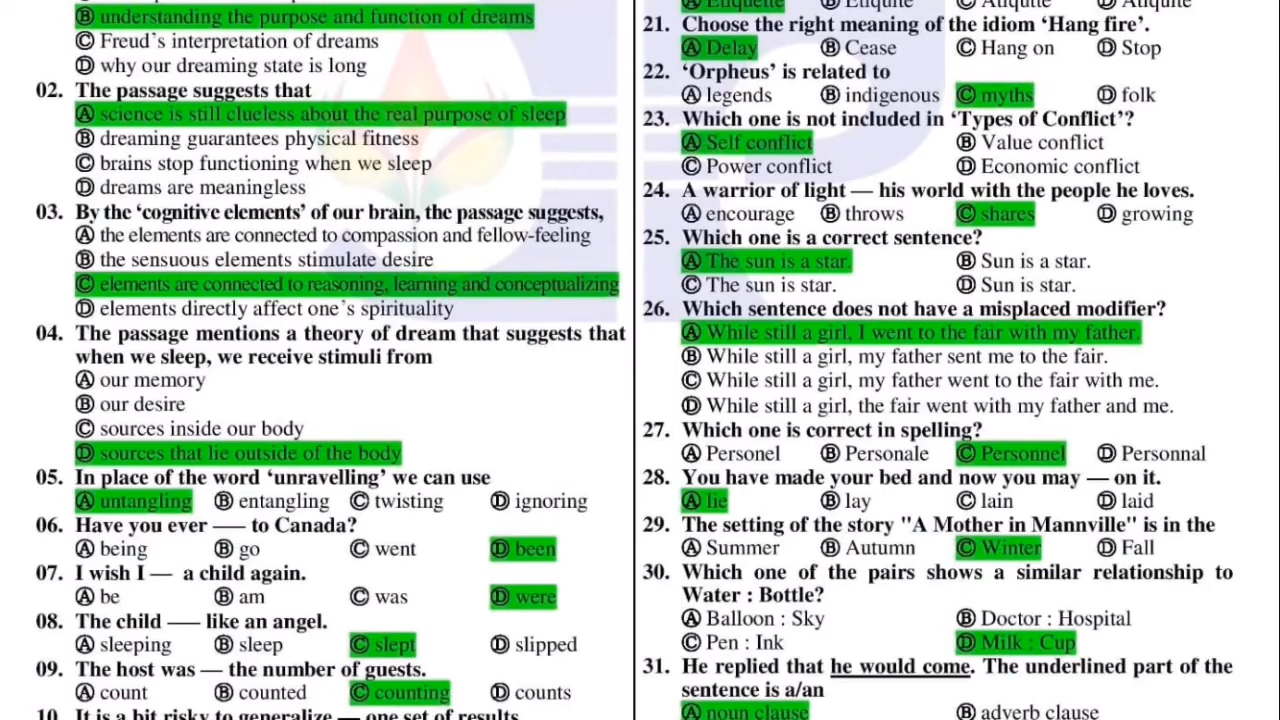 Ⓑ understanding the purpose and function of dreams
Ⓒ Freud’s interpretation of dreams
Ⓓ why our dreaming state is long
02. The passage suggests that
Ⓐ science is still clueless about the real purpose of sleep
Ⓑ dreaming guarantees physical fitness
Ⓒ brains stop functioning when we sleep
Ⓓ dreams are meaningless
03. By the ‘cognitive elements’ of our brain, the passage suggests,
Ⓐ the elements are connected to compassion and fellow-feeling
Ⓑ the sensuous elements stimulate desire
Ⓒ elements are connected to reasoning, learning and conceptualizing
Ⓓ elements directly affect one’s spirituality
04. The passage mentions a theory of dream that suggests that
when we sleep, we receive stimuli from
Ⓐ our memory
Ⓑ our desire
Ⓒ sources inside our body
Ⓓ sources that lie outside of the body
05. In place of the word ‘unravelling’ we can use
Ⓐ untangling Ⓑ entangling Ⓒ twisting Ⓓ ignoring
06. Have you ever — to Canada?
Ⓐ being Ⓑ go Ⓒ went Ⓓ been
07. I wish I — a child again.
Ⓐ be Ⓑ am Ⓒ was Ⓓ were
08. The child — like an angel.
Ⓐ sleeping Ⓑ sleep Ⓒ slept Ⓓ slipped
09. The host was — the number of guests.
Ⓐ count Ⓑ counted Ⓒ counting Ⓓ counts
10. It is a bit risky to generalize — one set of results
Ⓐ Etiquette Ⓑ Etiquite Ⓒ Atiquite Ⓓ Atiquite
21. Choose the right meaning of the idiom ‘Hang fire’.
Ⓐ Delay Ⓑ Cease Ⓒ Hang on Ⓓ Stop
22. ‘Orpheus’ is related to
Ⓐ legends Ⓑ indigenous Ⓒ myths Ⓓ folk
23. Which one is not included in ‘Types of Conflict’?
Ⓐ Self conflict Ⓑ Value conflict
Ⓒ Power conflict Ⓓ Economic conflict
24. A warrior of light — his world with the people he loves.
Ⓐ encourage Ⓑ throws Ⓒ shares Ⓓ growing
25. Which one is a correct sentence?
Ⓐ The sun is a star. Ⓑ Sun is a star.
Ⓒ The sun is star. Ⓓ Sun is star.
26. Which sentence does not have a misplaced modifier?
Ⓐ While still a girl, I went to the fair with my father.
Ⓑ While still a girl, my father sent me to the fair.
Ⓒ While still a girl, my father went to the fair with me.
Ⓓ While still a girl, the fair went with my father and me.
27. Which one is correct in spelling?
Ⓐ Personel Ⓑ Personale Ⓒ Personnel Ⓓ Personnal
28. You have made your bed and now you may — on it.
Ⓐ lie Ⓑ lay Ⓒ lain Ⓓ laid
29. The setting of the story "A Mother in Mannville" is in the
Ⓐ Summer Ⓑ Autumn Ⓒ Winter Ⓓ Fall
30. Which one of the pairs shows a similar relationship to
Water : Bottle?
Ⓐ Balloon : Sky Ⓑ Doctor : Hospital
Ⓒ Pen : Ink Ⓓ Milk : Cup
31. He replied that he would come. The underlined part of the
sentence is a/an
Ⓐ noun clause Ⓑ adverb clause